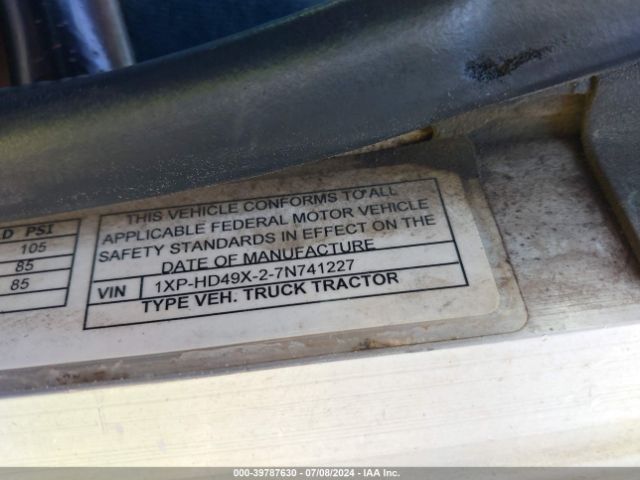 LD PSI
105
85
85
THIS VEHICLE CONFORMS TO ALL
APPLICABLE FEDERAL MOTOR VEHICLE
SAFETY STANDARDS IN EFFECT ON THE
DATE OF MANUFACTURE
VIN 1XP-HD49X-2-7N741227
TYPE VEH. TRUCK TRACTOR
000-39787630 - 07/08/2024 - IAA Inc.